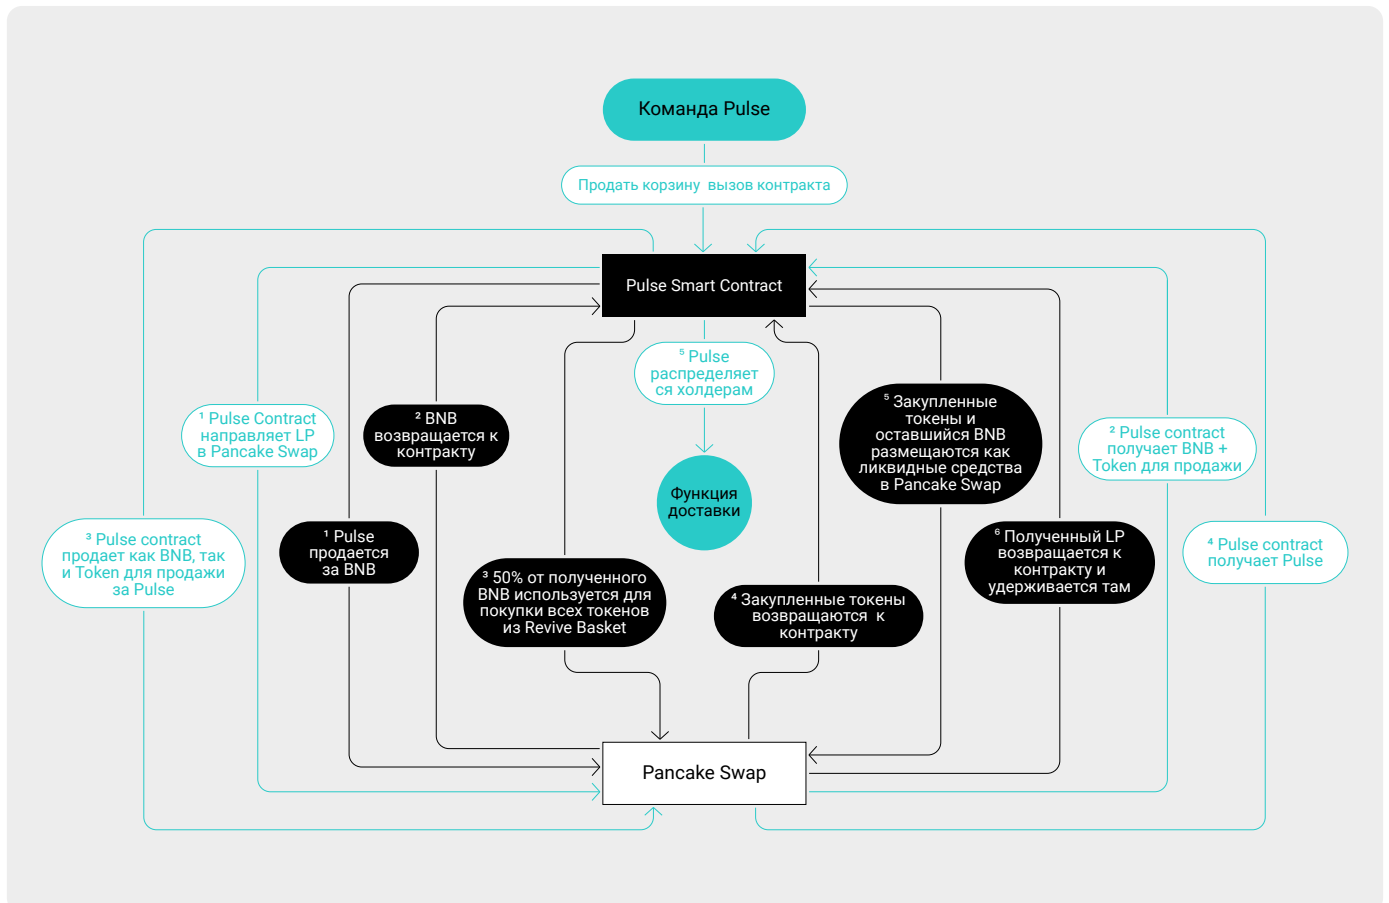 Команда Pulse
Продать корзину вызов контракта
Pulse Smart Contract
⁵ Pulse
распределяет
ся холдерам
Функция
доставки
¹ Pulse Contract
направляет LP
в Pancake Swap
² BNB
возвращается к
контракту
³ Pulse contract
продает как BNB, так
и Token для продажи
за Pulse
¹ Pulse
продается
за BNB
³ 50% от полученного
BNB используется для
покупки всех токенов
из Revive Basket
⁴ Закупленные токены
возвращаются к
контракту
⁵ Закупленные
токены и
оставшийся BNB
размещаются как
ликвидные средства
в Pancake Swap
⁶ Полученный LP
возвращается к
контракту и
удерживается там
² Pulse contract
получает BNB +
Token для продажи
⁴ Pulse contract
получает Pulse
Pancake Swap